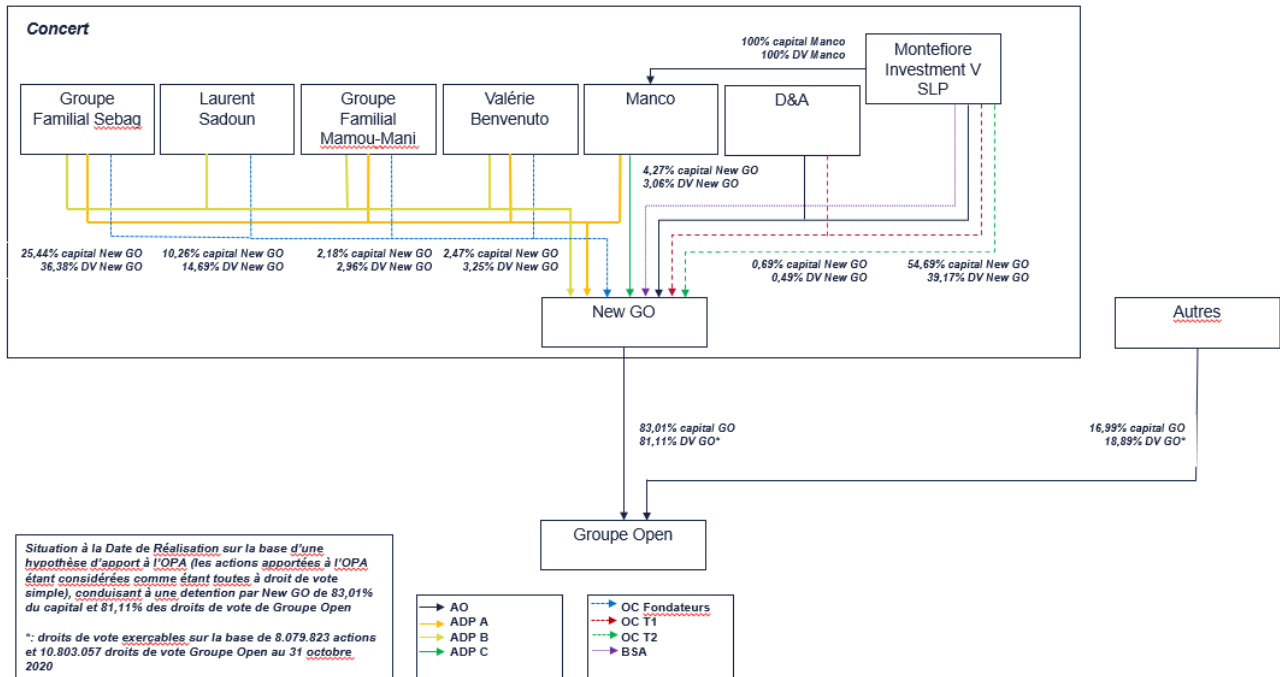 Concert
100% capital Manco
100% DV Manco
Montefiore
Investment V
SLP
Groupe
Familial Sebag
Laurent
Sadoun
Groupe
Familial
Mamou-Mani
Valérie
Benvenuto
Manco
D&A
4,27% capital New GO
3,06% DV New GO
25,44% capital New GO
36,38% DV New GO
10,26% capital New GO
14,69% DV New GO
2,18% capital New GO
2,96% DV New GO
2,47% capital New GO
3,25% DV New GO
0,69% capital New GO
0,49% DV New GO
54,69% capital New GO
39,17% DV New GO
New GO
Autres
83,01% capital GO
81,11% DV GO*
16,99% capital GO
18,89% DV GO*
Groupe Open
Situation à la Date de Réalisation sur la base d'une
hypothèse d'apport à l'OPA (les actions apportées à l'OPA
étant considérées comme étant toutes à droit de vote
simple), conduisant à une detention par New GO de 83,01%
du capital et 81,11% des droits de vote de Groupe Open
*: droits de vote exerçables sur la base de 8.079.823 actions
et 10.803.057 droits de vote Groupe Open au 31 octobre
2020
AO
ADP A
ADP B
ADP C
OC Fondateurs
OC T1
OC T2
BSA